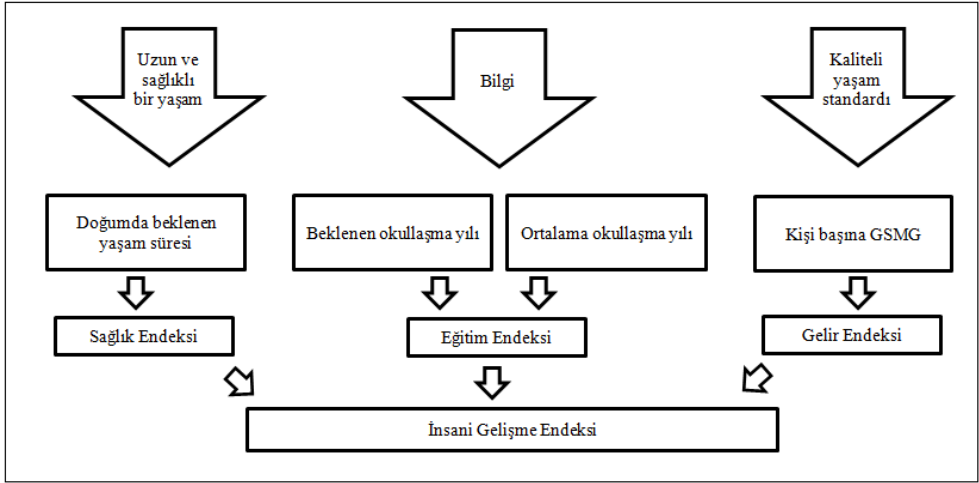 Uzun ve
sağlıklı
bir yaşam
Bilgi
Kaliteli
yaşam
standardı
Doğumda beklenen
yaşam süresi
Beklenen okullaşma yılı
Ortalama okullaşma yılı
Kişi başına GSMG
Sağlık Endeksi
Eğitim Endeksi
Gelir Endeksi
İnsani Gelişme Endeksi